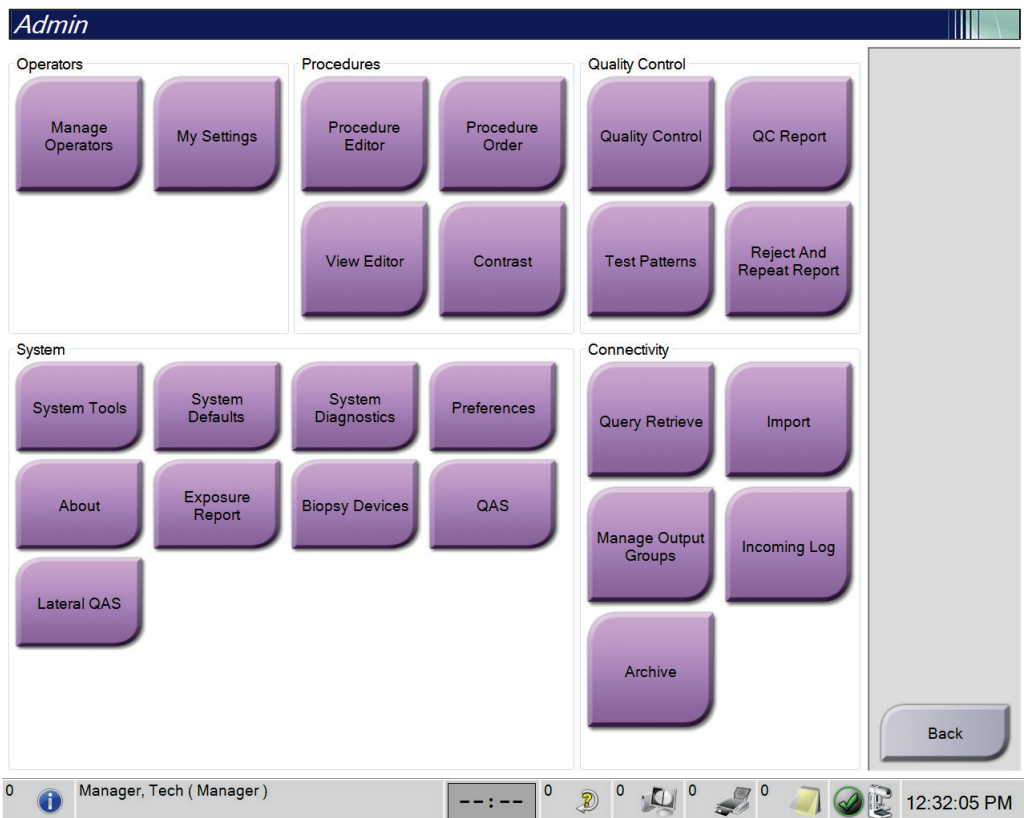 Admin
Operators
Manage
Operators
My Settings
Procedures
Procedure
Editor
Procedure
Order
View Editor
Contrast
Quality Control
Quality Control
QC Report
Test Patterns
Reject And
Repeat Report
System
System Tools
System
Defaults
System
Diagnostics
Preferences
About
Exposure
Report
Biopsy Devices
QAS
Lateral QAS
Connectivity
Query Retrieve
Import
Manage Output
Groups
Incoming Log
Archive
Back
0
Manager, Tech ( Manager )
--:--
0
0
0
0
12:32:05 PM